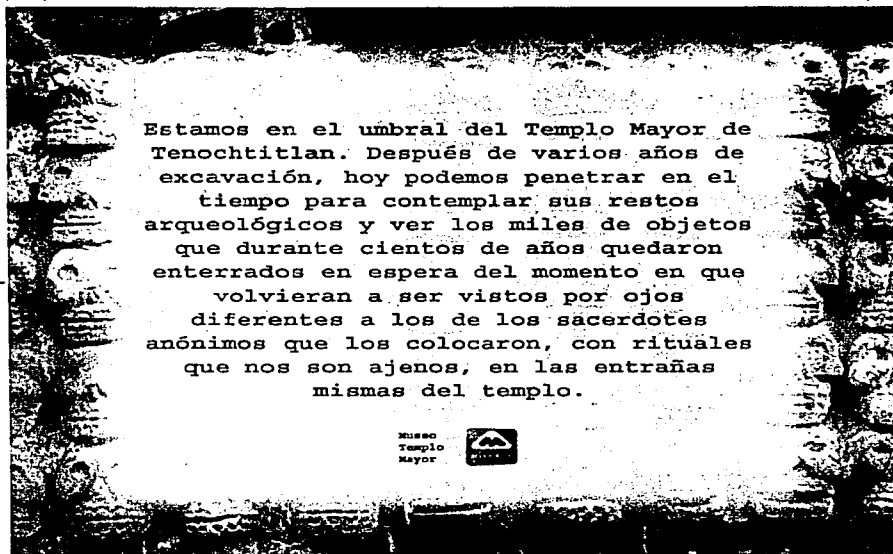 Estamos en el umbral del Templo Mayor de
Tenochtitlan. Después de varios años de
excavación, hoy podemos penetrar en el
tiempo para contemplar sus restos
arqueológicos y ver los miles de objetos
que durante cientos de años quedaron
enterrados en espera del momento en que
volvieran a ser vistos por ojos
diferentes a los de los sacerdotes
anónimos que los colocaron, con rituales
que nos son ajenos, en las entrañas
mismas del templo.
Museo
Templo
Mayor